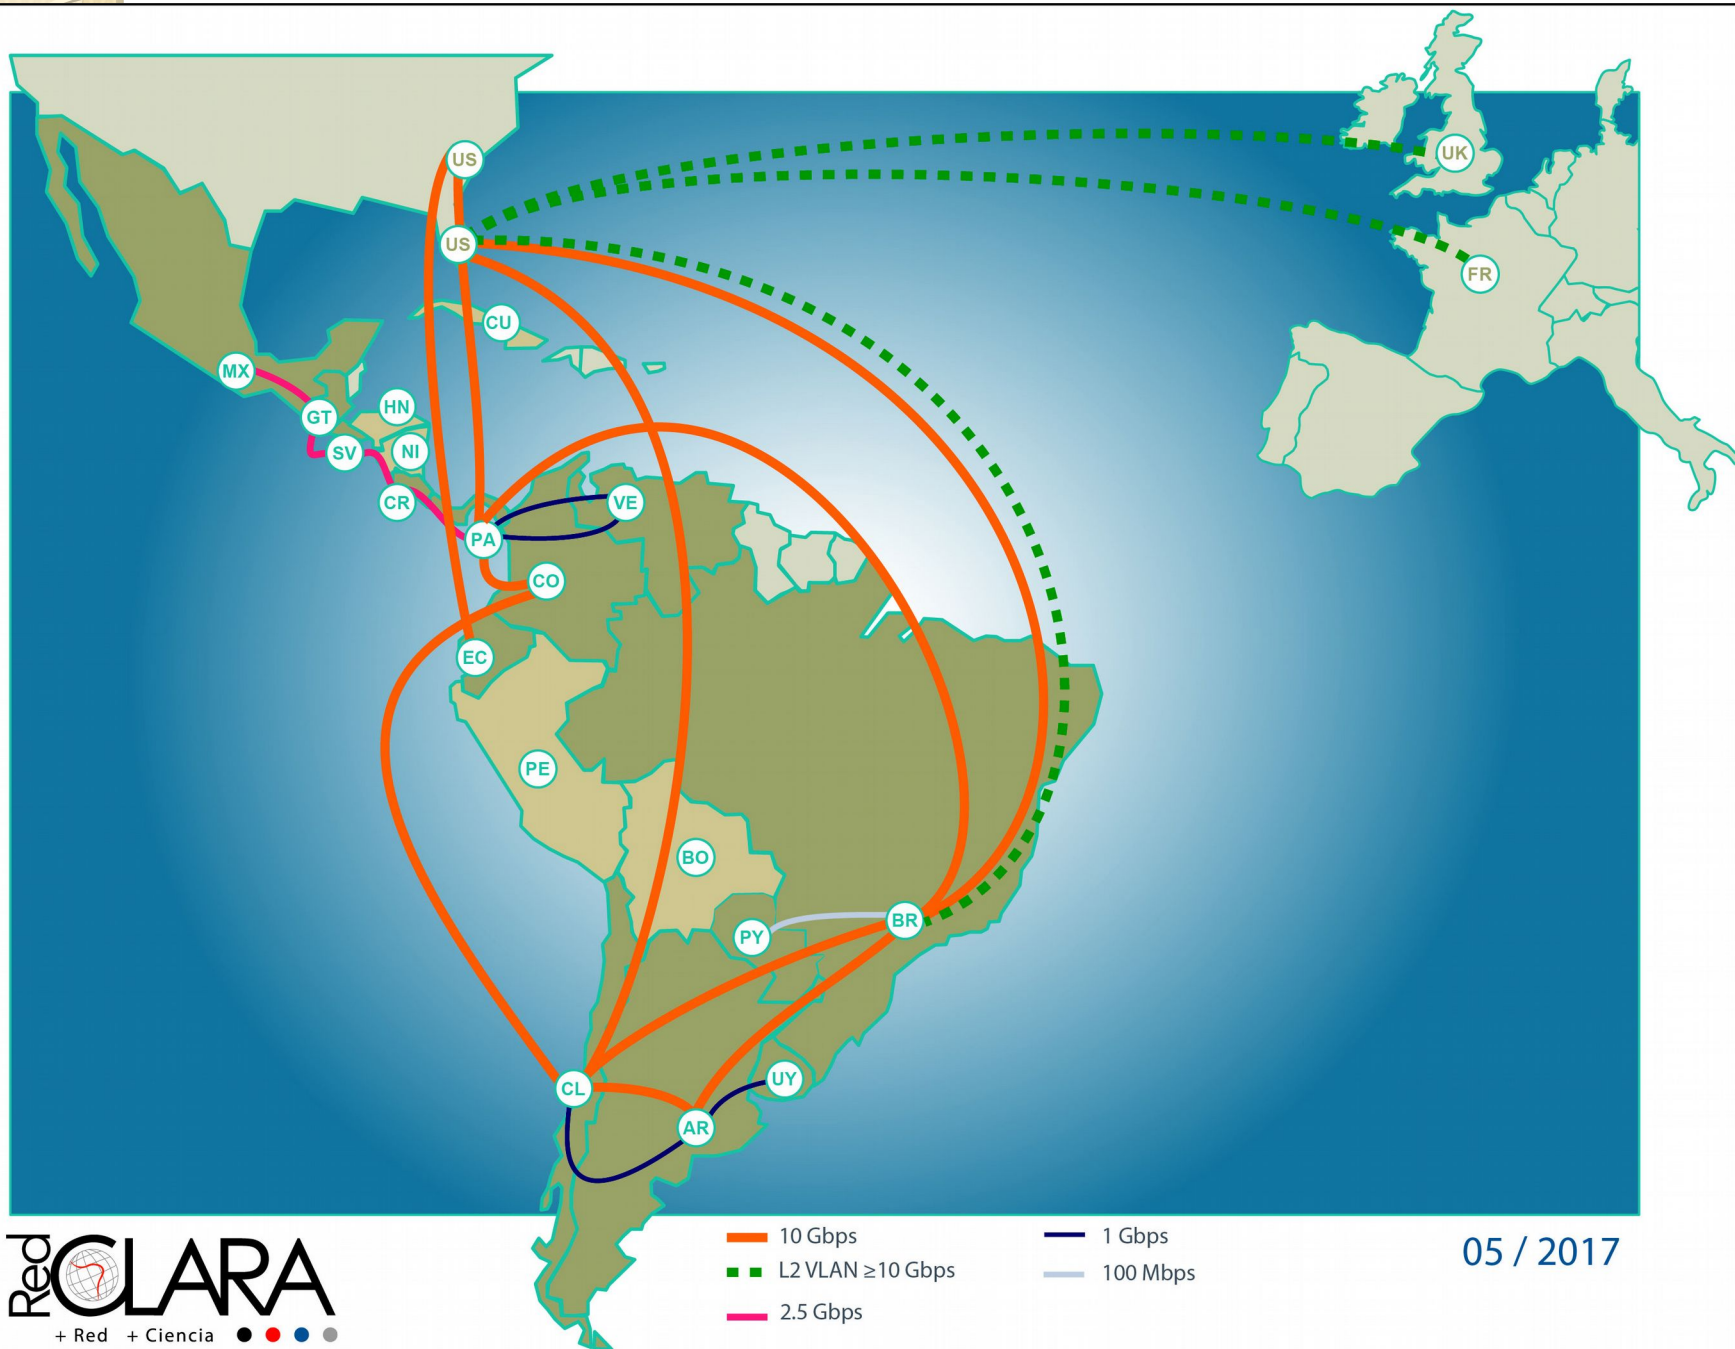 US
UK
US
FR
CU
MX
HN
GT
NI
SV
CR
VE
PA
CO
EC
PE
BO
PY
BR
CL
UY
AR
Red
CLARA
+ Red + Ciencia
10 Gbps
L2 VLAN ≥10 Gbps
2.5 Gbps
1 Gbps
100 Mbps
05 / 2017